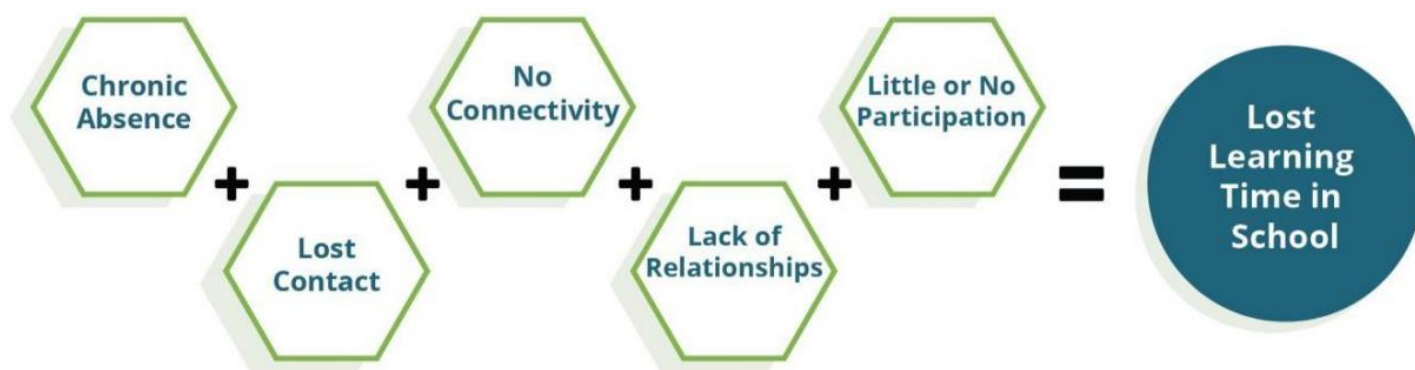 Chronic
Absence
+
Lost
Contact
+
No
Connectivity
+
Lack of
Relationships
+
Little or No
Participation
=
Lost
Learning
Time in
School